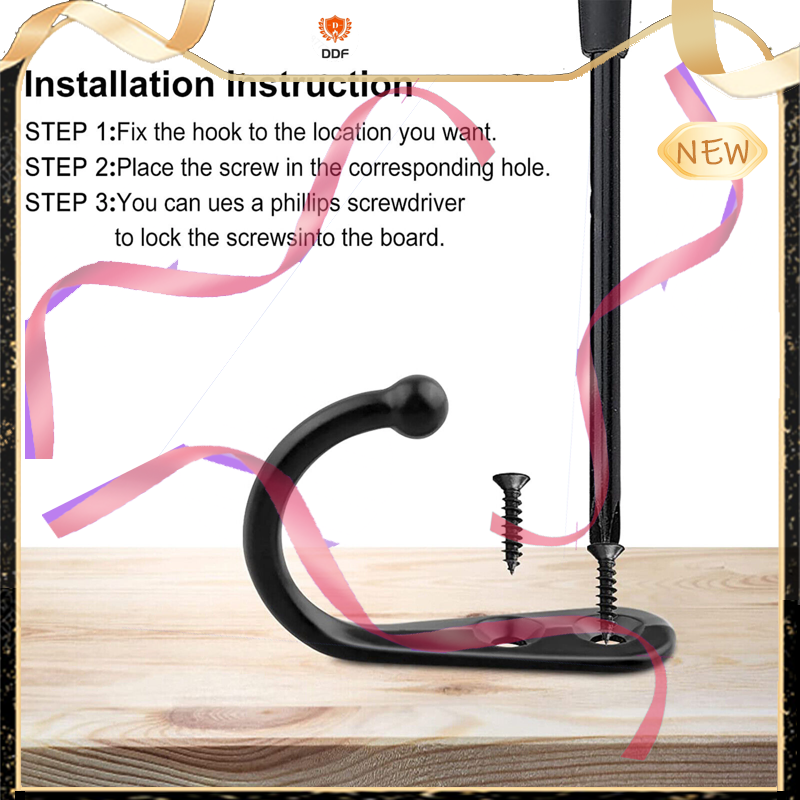 DDF
Installation Instruction
NEW
STEP 1:Fix the hook to the location you want.
STEP 2:Place the screw in the corresponding hole.
STEP 3:You can ues a phillips screwdriver
to lock the screwsinto the board.